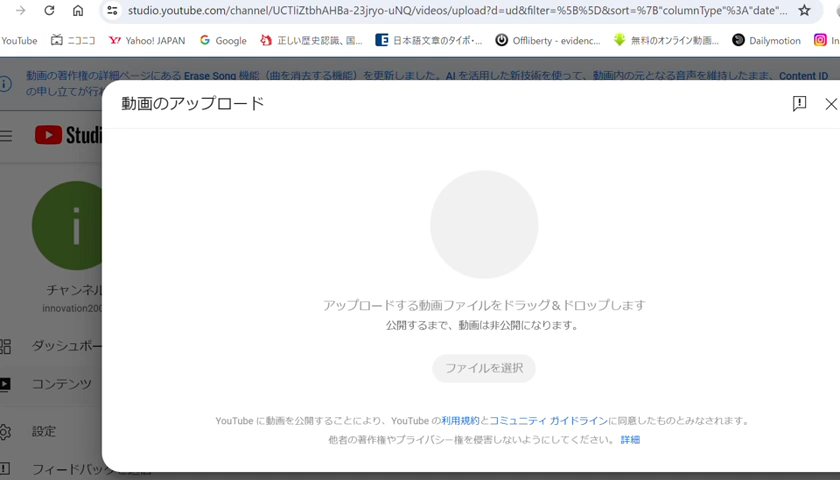 studio.youtube.com/channel/UCTIiZtbhAHBa-23jryo-uNQ/videos/upload?d=ud&filter=%5B%5D&sort=%7B"columnType"%3A"date"...
YouTube ニコニコ Yahoo! JAPAN Google 正しい歴史認識、国... 日本語文章のタイポ・... Offliberty - evidenc... 無料のオンライン動画... Dailymotion In
動画の著作権の詳細ページにある Erase Song 機能（曲を消去する機能）を更新しました。AI を活用した新技術を使って、動画内の元となる音声を維持したまま、Content ID
の申し立てが行わ
動画のアップロード
Studi
i
チャンネル
innovation200
アップロードする動画ファイルをドラッグ＆ドロップします
公開するまで、動画は非公開になります。
ダッシュボー
ファイルを選択
コンテンツ
YouTube に動画を公開することにより、YouTube の利用規約とコミュニティ ガイドラインに同意したものとみなされます。
設定
他者の著作権やプライバシー権を侵害しないようにしてください。 詳細
フィードバック